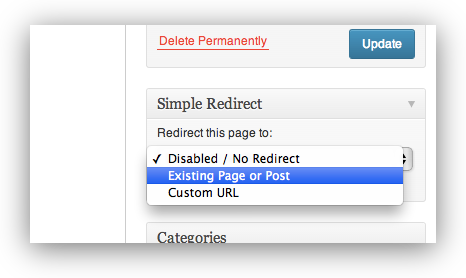 Delete Permanently
Update
Simple Redirect
Redirect this page to:
✓ Disabled / No Redirect
Existing Page or Post
Custom URL
Categories